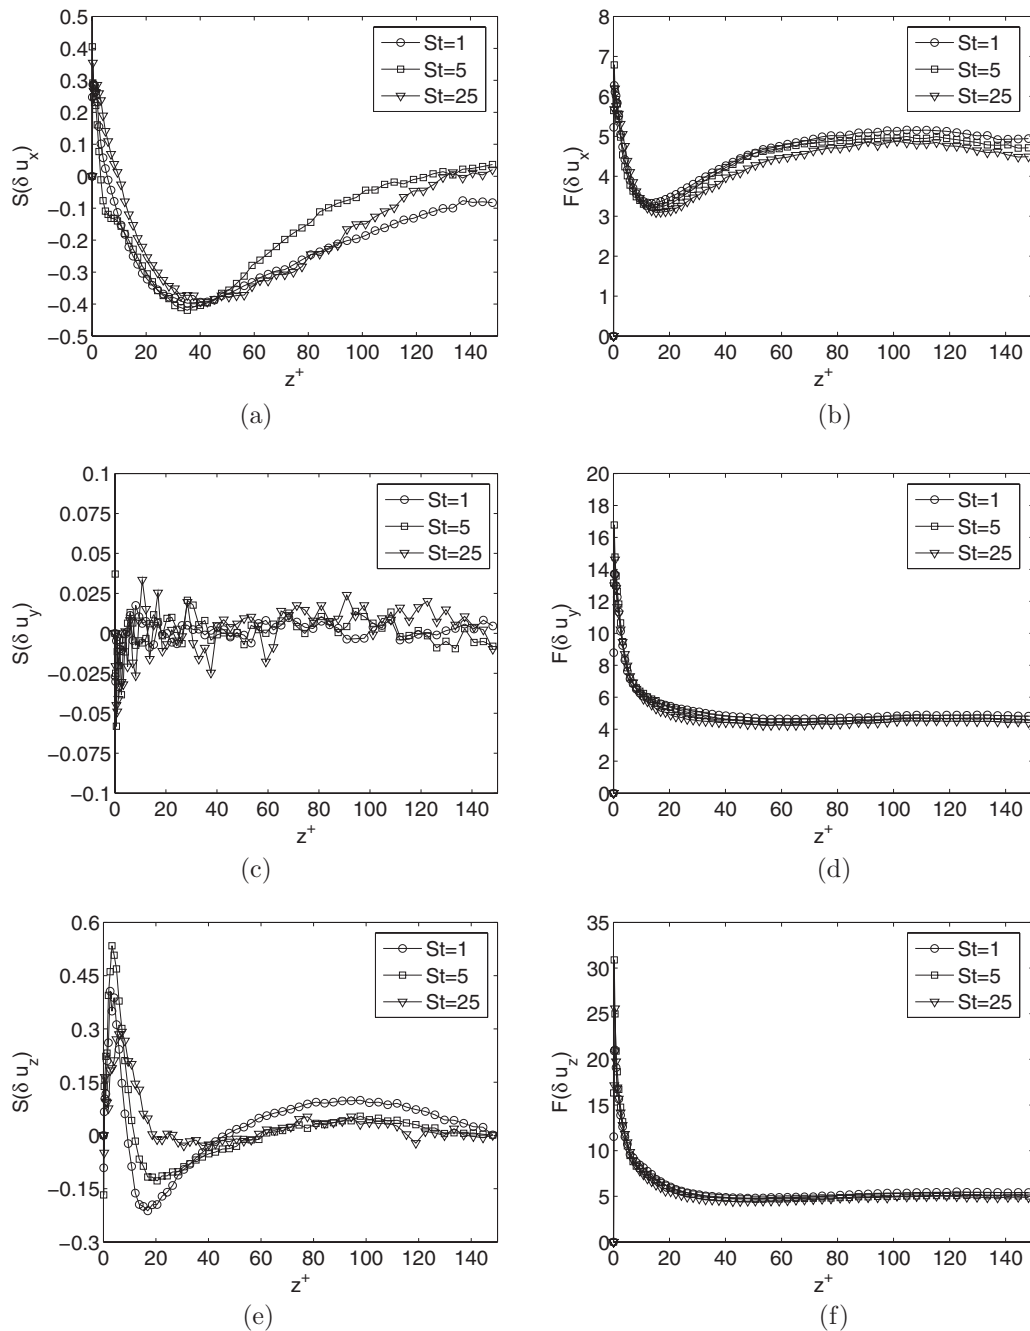 0.5
0.4
0.3
0.2
0.1
0
−0.1
−0.2
−0.3
−0.4
−0.5
S(δ u_x)
0 20 40 60 80 100 120 140
z^+
St=1
St=5
St=25
(a)
8
7
6
5
4
3
2
1
0
F(δ u_x)
0 20 40 60 80 100 120 140
z^+
St=1
St=5
St=25
(b)
0.1
0.075
0.05
0.025
0
−0.025
−0.05
−0.075
−0.1
S(δ u_y)
0 20 40 60 80 100 120 140
z^+
St=1
St=5
St=25
(c)
20
18
16
14
12
10
8
6
4
2
0
F(δ u_y)
0 20 40 60 80 100 120 140
z^+
St=1
St=5
St=25
(d)
0.6
0.45
0.3
0.15
0
−0.15
−0.3
S(δ u_z)
0 20 40 60 80 100 120 140
z^+
St=1
St=5
St=25
(e)
35
30
25
20
15
10
5
0
F(δ u_z)
0 20 40 60 80 100 120 140
z^+
St=1
St=5
St=25
(f)